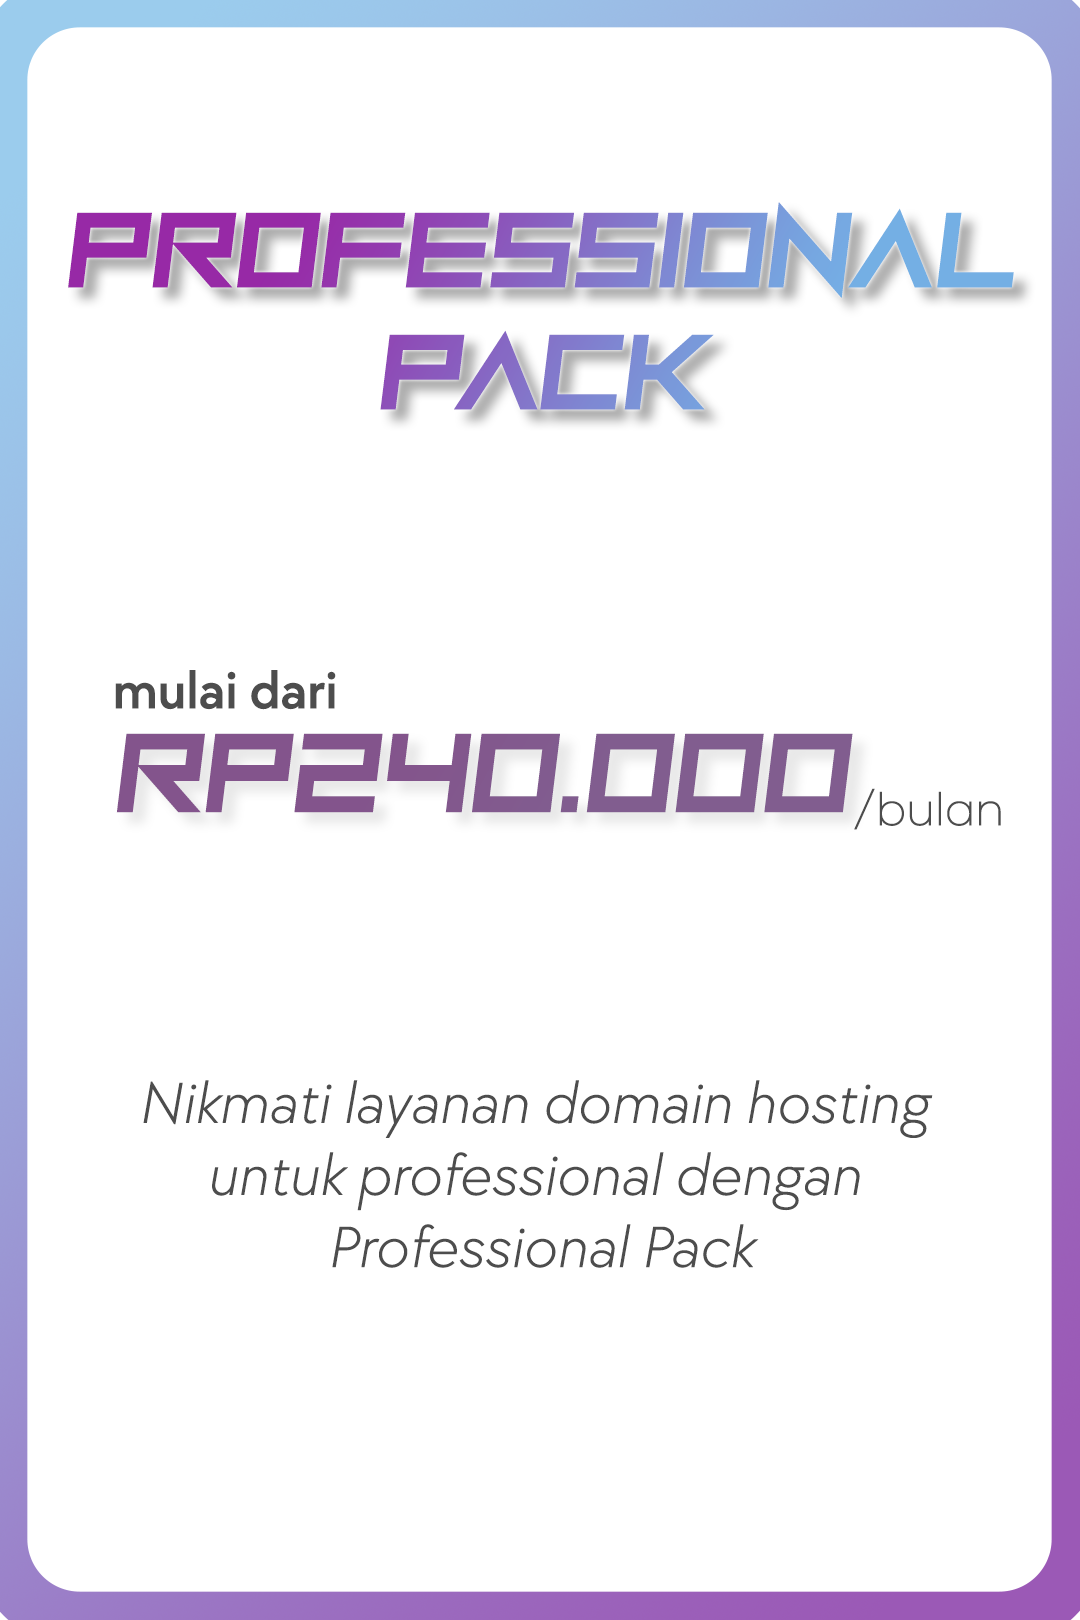 PROFESSIONAL
PACK
mulai dari
RP240.000/bulan
Nikmati layanan domain hosting
untuk professional dengan
Professional Pack